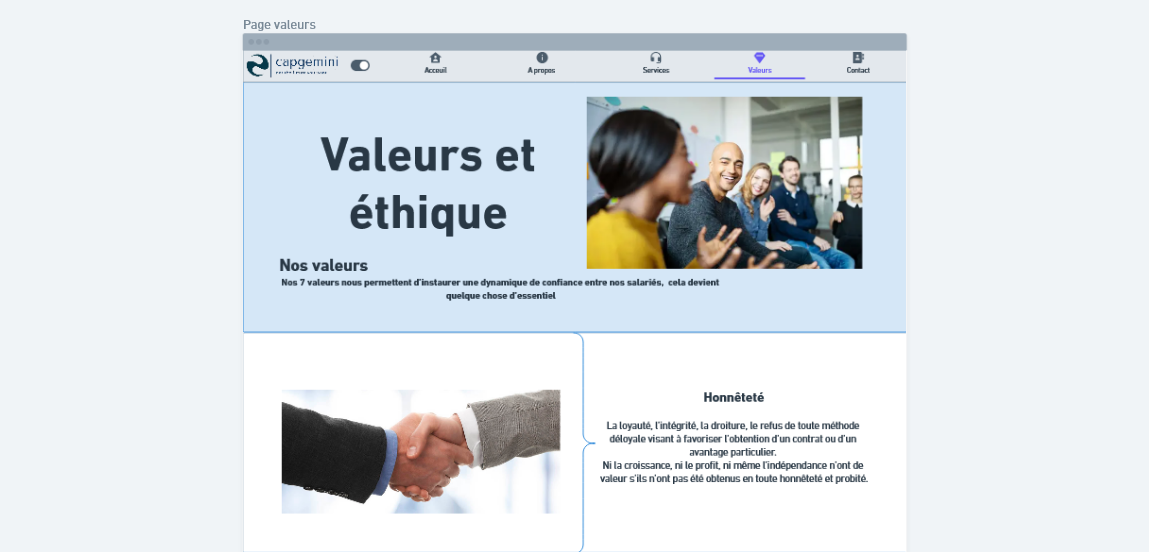 Page valeurs
capgemini
Acceuil
A propos
Services
Valeurs
Contact
Valeurs et
éthique
Nos valeurs
Nos 7 valeurs nous permettent d'instaurer une dynamique de confiance entre nos salariés, cela devient
quelque chose d'essentiel
Honnêteté
La loyauté, l'intégrité, la droiture, le refus de toute méthode
déloyale visant à favoriser l'obtention d'un contrat ou d'un
avantage particulier.
Ni la croissance, ni le profit, ni même l'indépendance n'ont de
valeur s'ils n'ont pas été obtenus en toute honnêteté et probité.